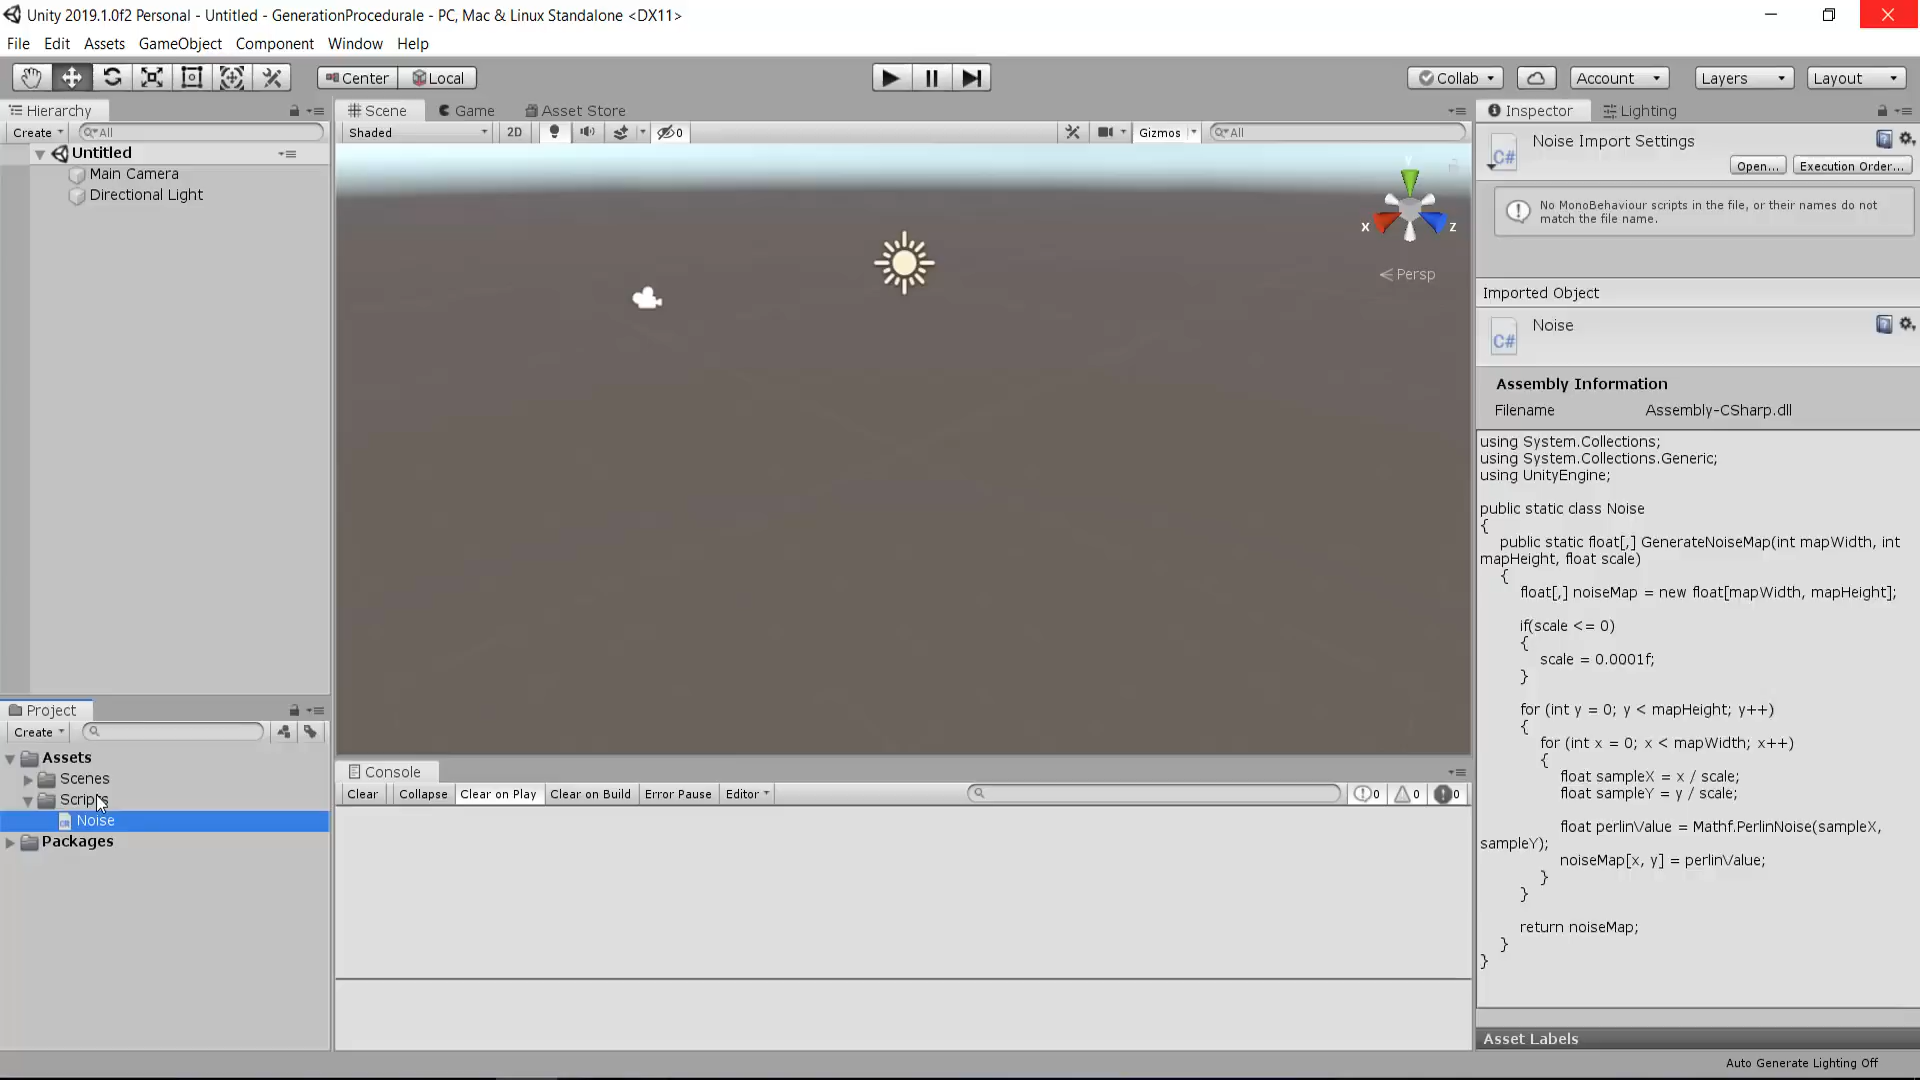 Unity 2019.1.0f2 Personal - Untitled - GenerationProcedurale - PC, Mac & Linux Standalone <DX11>
File Edit Assets GameObject Component Window Help
Center Local Collab Account Layers Layout
Hierarchy Scene Game Asset Store Inspector Lighting
Create All Shaded 2D 0 Gizmos All
Untitled
Main Camera
Directional Light
y
x
z
Persp
Noise Import Settings
C#
Open... Execution Order...
No MonoBehaviour scripts in the file, or their names do not
match the file name.
Imported Object
Noise
C#
Assembly Information
Filename Assembly-CSharp.dll
using System.Collections;
using System.Collections.Generic;
using UnityEngine;
public static class Noise
{
public static float[,] GenerateNoiseMap(int mapWidth, int
mapHeight, float scale)
{
float[,] noiseMap = new float[mapWidth, mapHeight];
if(scale <= 0)
{
scale = 0.0001f;
}
for (int y = 0; y < mapHeight; y++)
{
for (int x = 0; x < mapWidth; x++)
{
float sampleX = x / scale;
float sampleY = y / scale;
float perlinValue = Mathf.PerlinNoise(sampleX,
sampleY);
noiseMap[x, y] = perlinValue;
}
}
return noiseMap;
}
}
Asset Labels
Project
Create
Assets
Scenes
Scripts
Noise
Packages
Console
Clear Collapse Clear on Play Clear on Build Error Pause Editor 0 0 0
Auto Generate Lighting Off